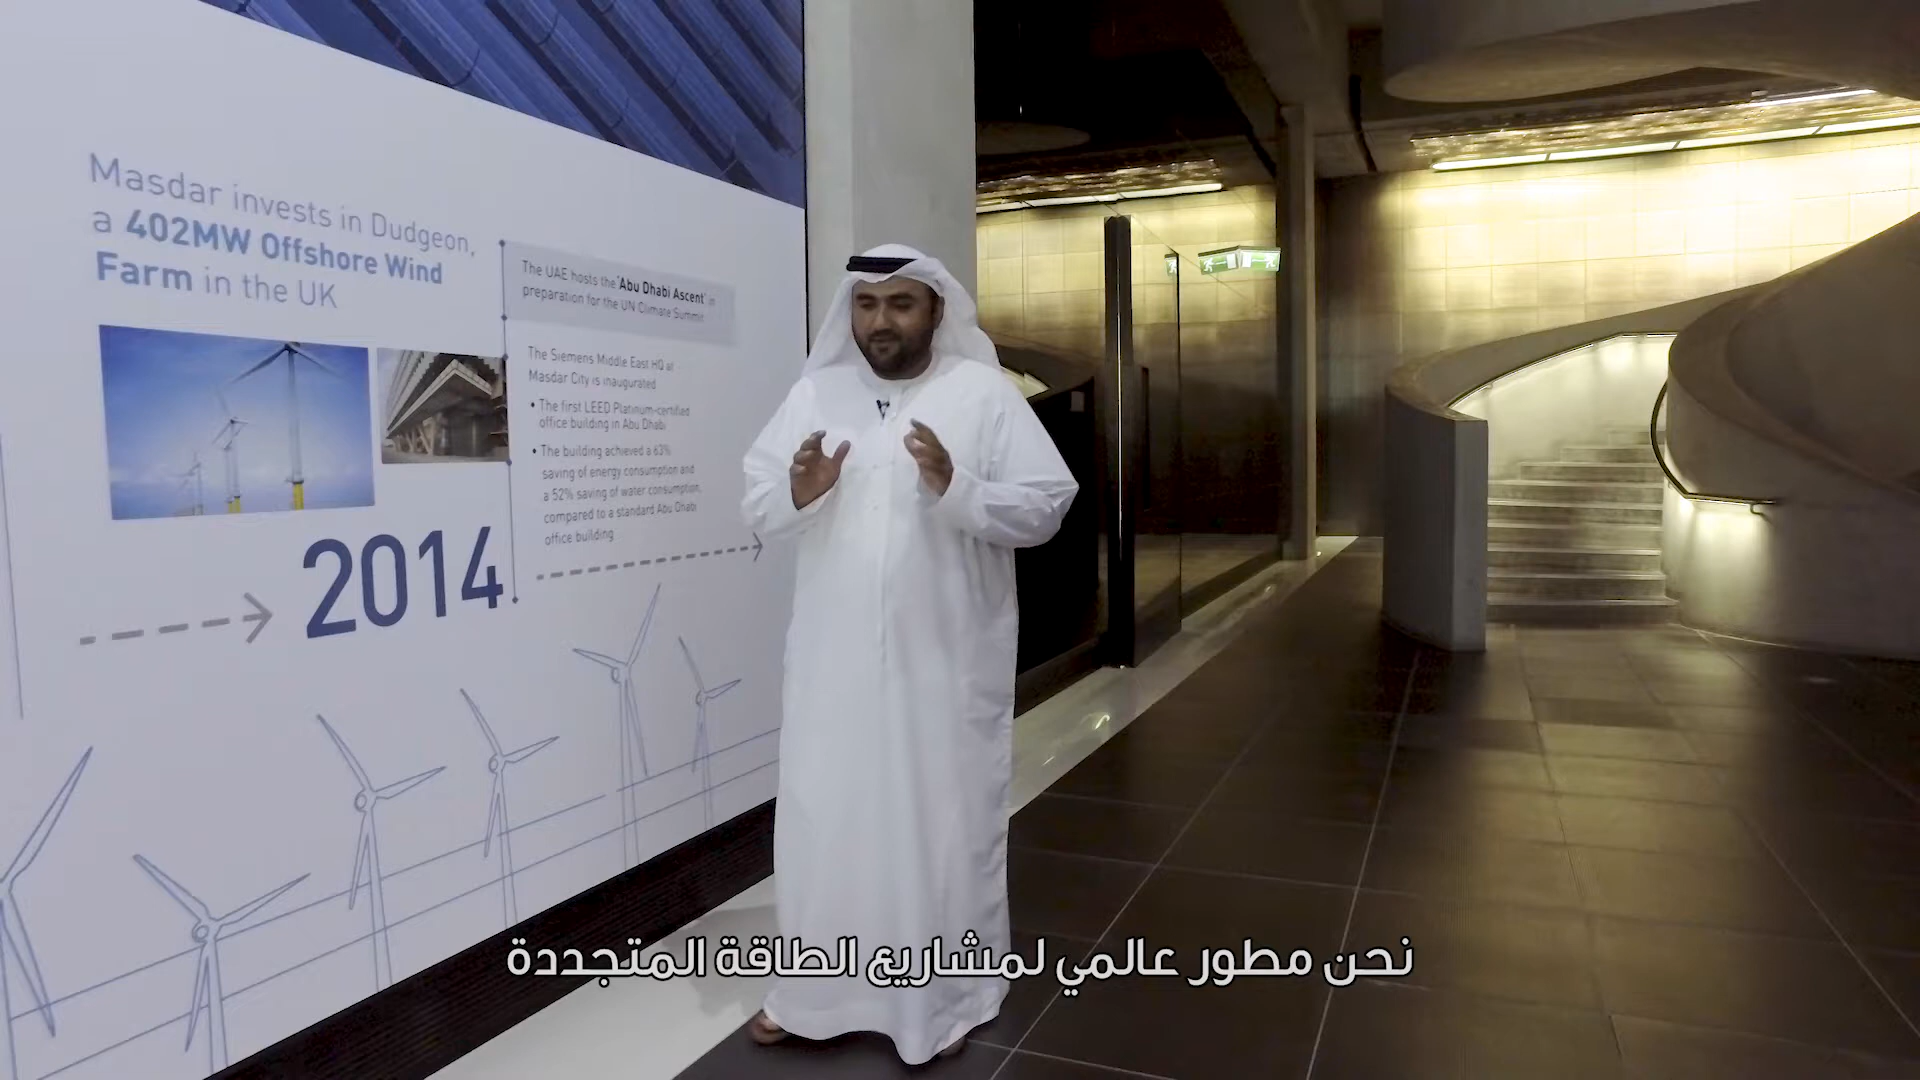 Masdar invests in Dudgeon,
a 402MW Offshore Wind
Farm in the UK
The UAE hosts the 'Abu Dhabi Ascent' in
preparation for the UN Climate Summit
The Siemens Middle East HQ at
Masdar City is inaugurated
• The first LEED Platinum-certified
office building in Abu Dhabi
• The building achieved a 63%
saving of energy consumption and
a 52% saving of water consumption,
compared to a standard Abu Dhabi
office building
2014
نحن مطور عالمي لمشاريع الطاقة المتجددة